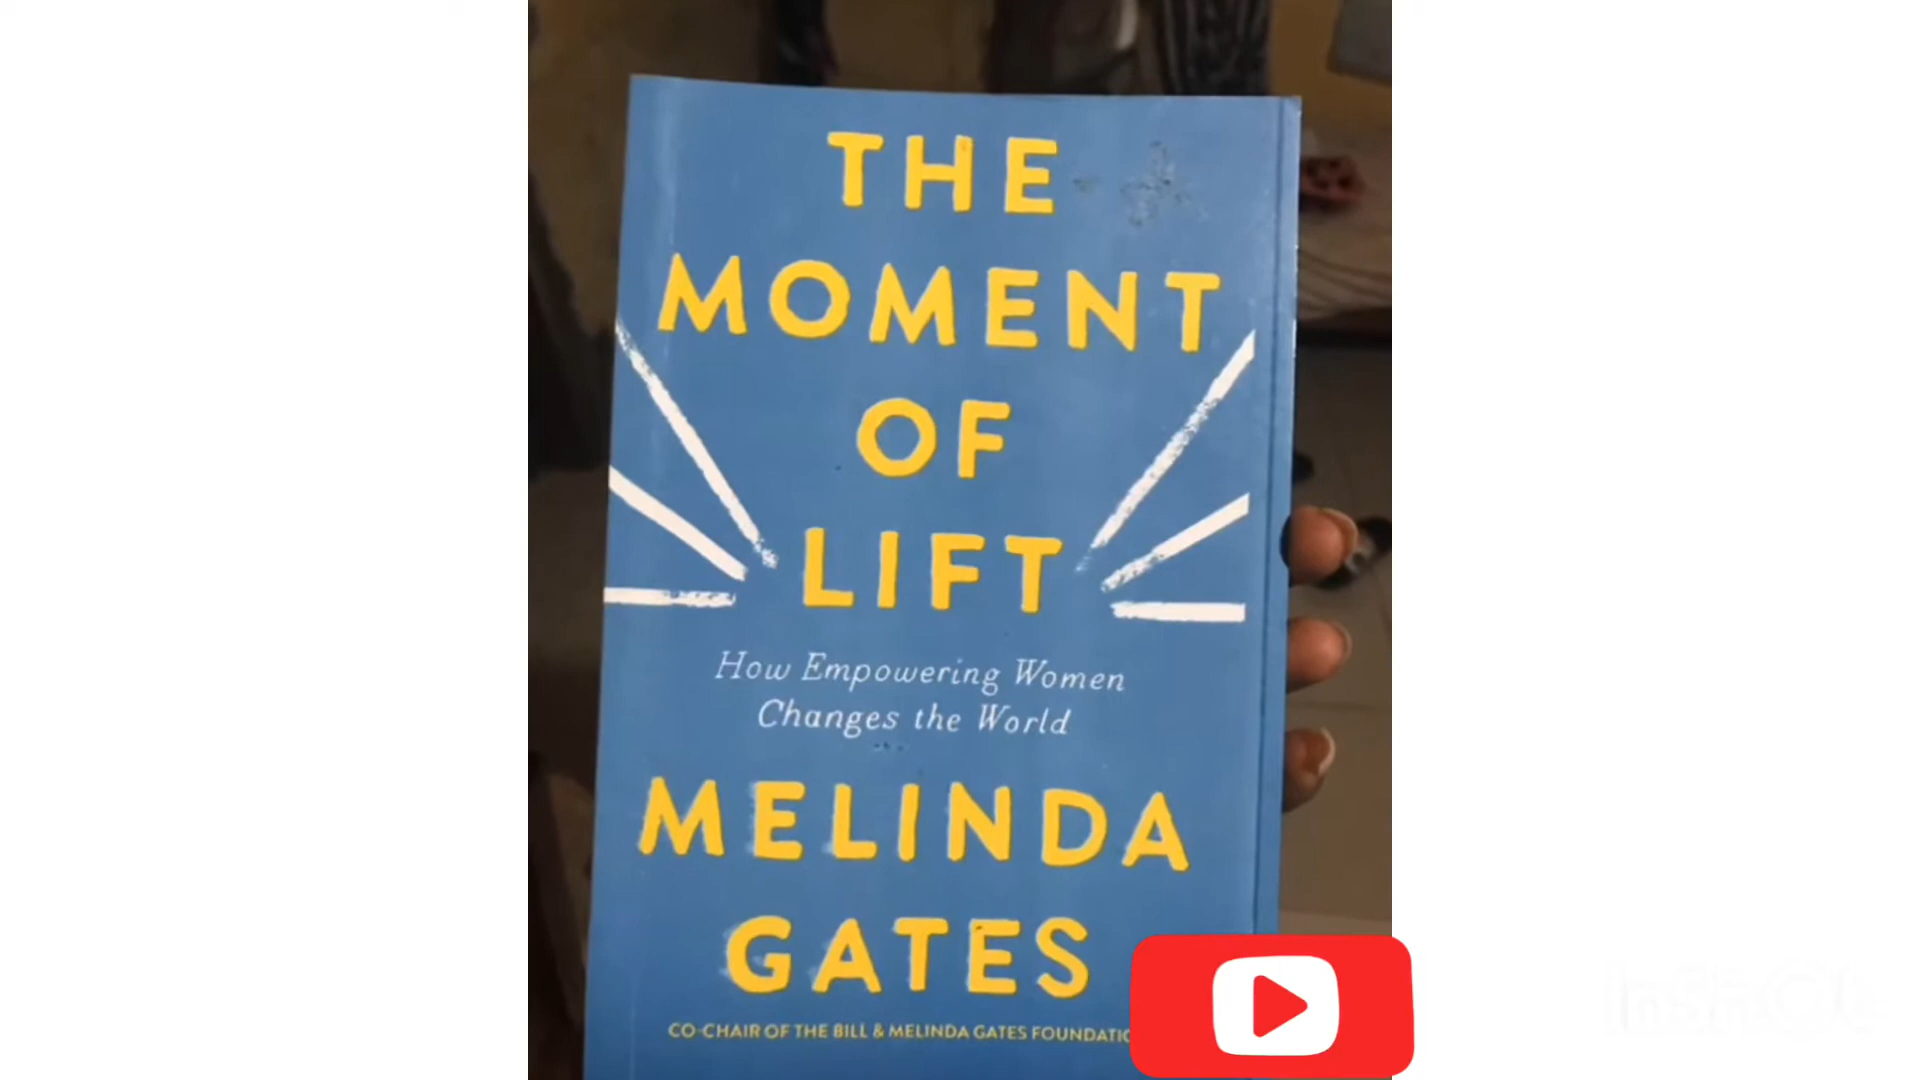 THE
MOMENT
OF
LIFT
How Empowering Women
Changes the World
MELINDA
GATES
CO-CHAIR OF THE BILL & MELINDA GATES
InShOt